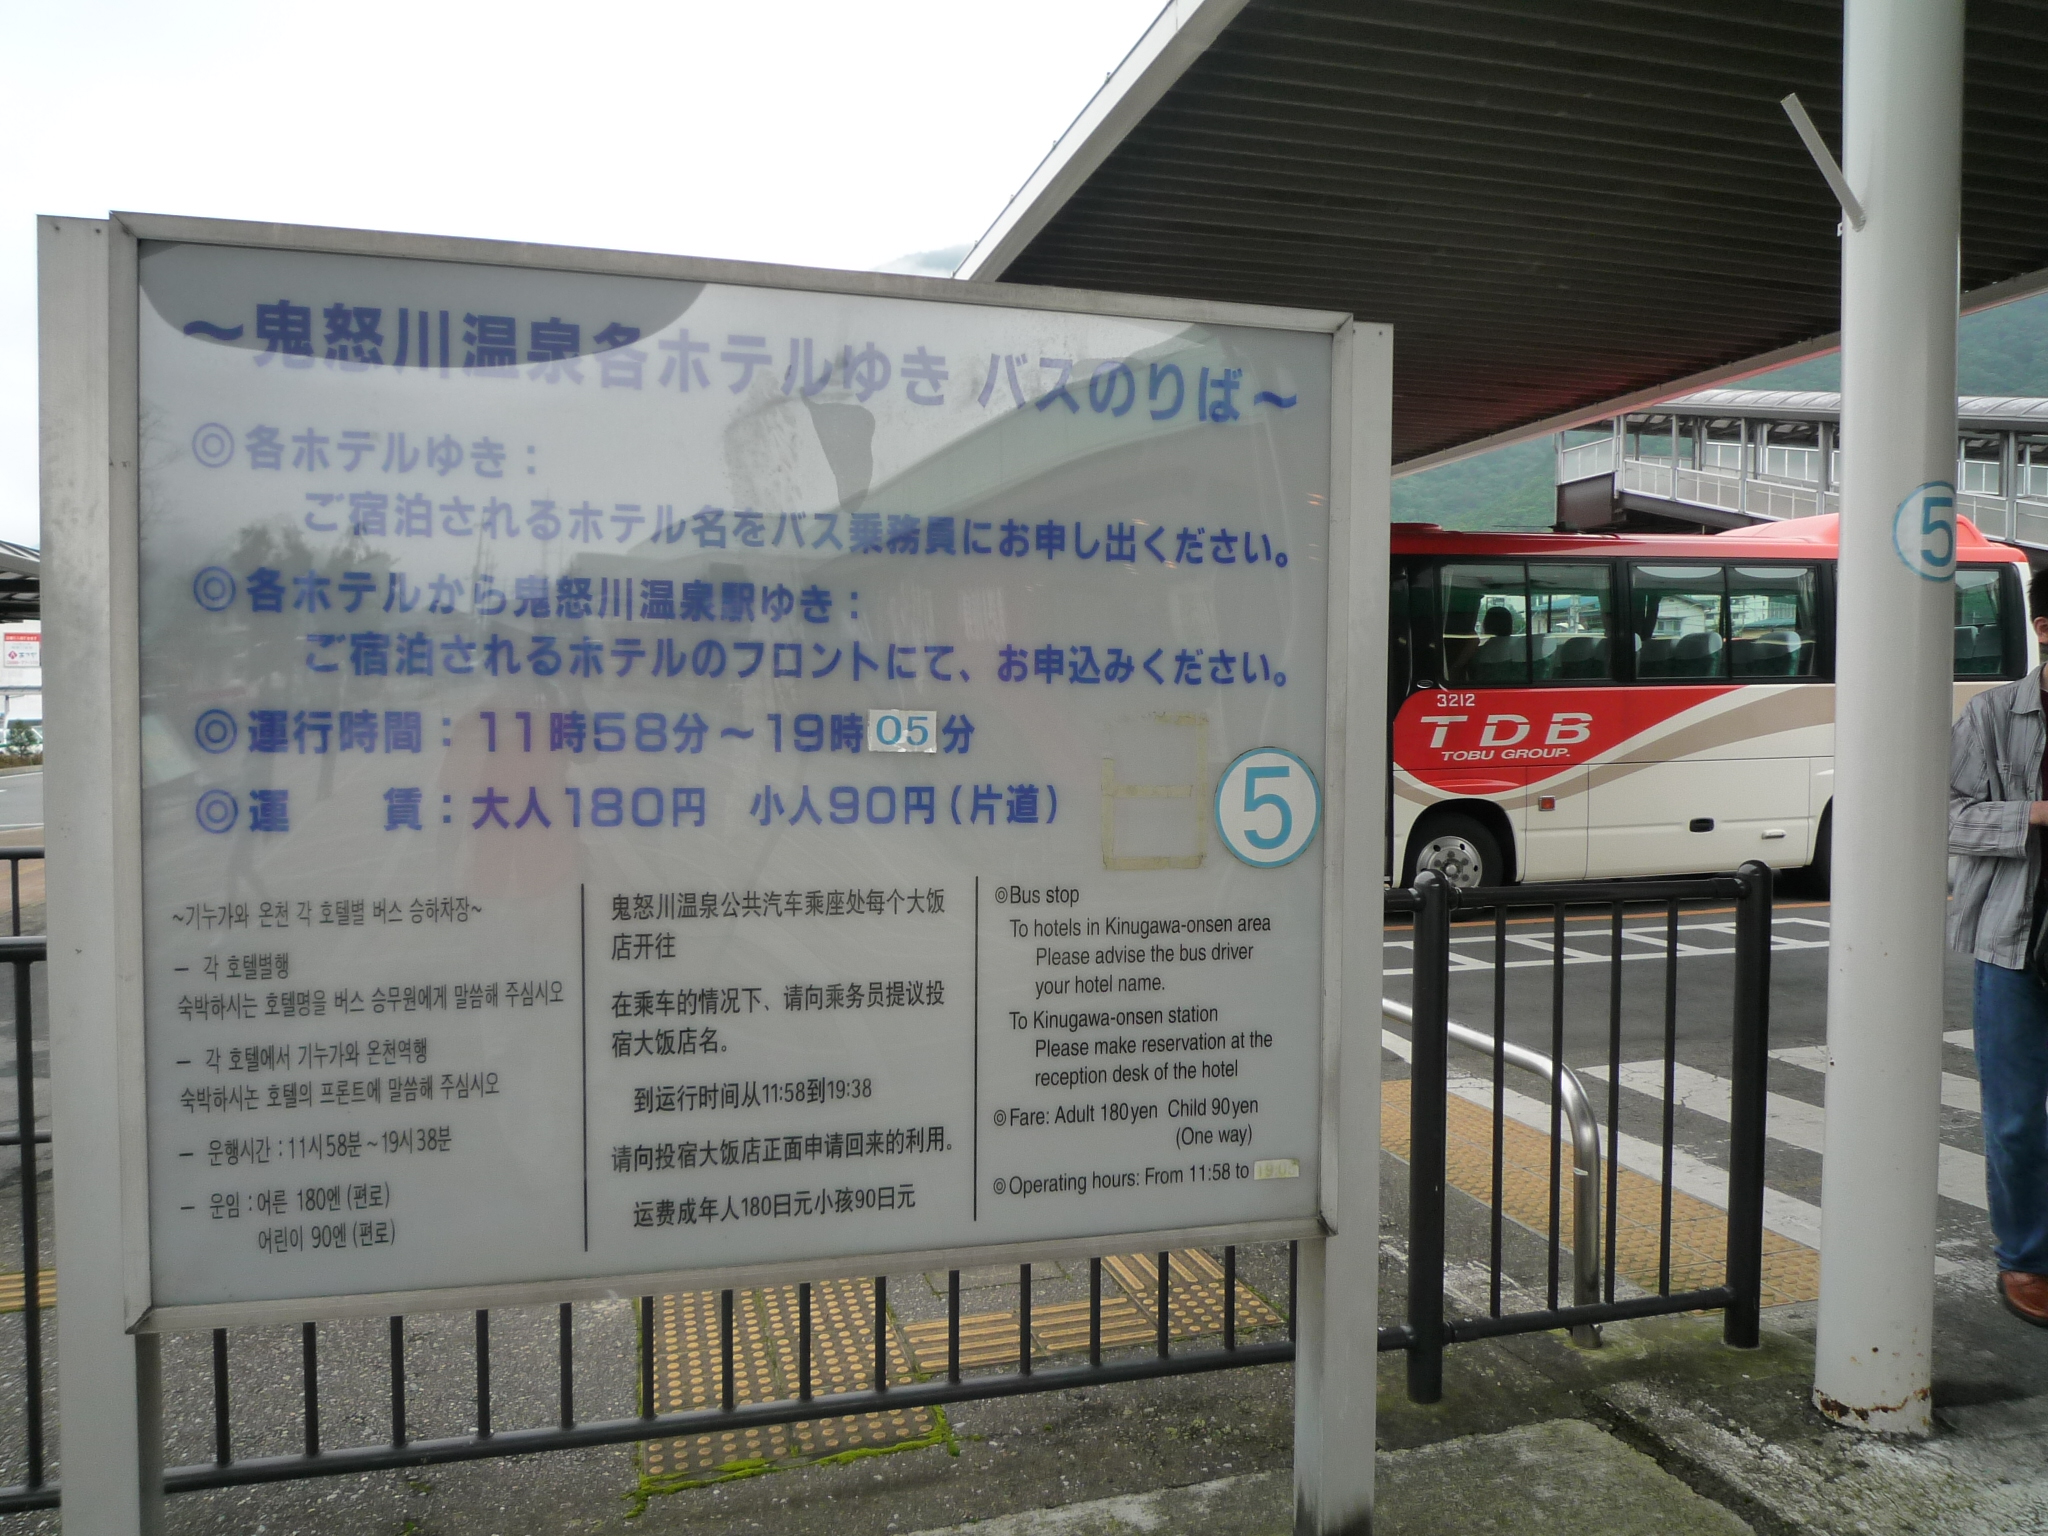 ～鬼怒川温泉各ホテルゆき バスのりば～
◎各ホテルゆき：
ご宿泊されるホテル名をバス乗務員にお申し出ください。
◎各ホテルから鬼怒川温泉駅ゆき：
ご宿泊されるホテルのフロントにて、お申込みください。
◎運行時間：11時58分～19時05分
◎運　　賃：大人180円　小人90円（片道）
5
~기누가와 온천 각 호텔별 버스 승하차장~
- 각 호텔별행
숙박하시는 호텔명을 버스 승무원에게 말씀해 주십시오
- 각 호텔에서 기누가와 온천역행
숙박하시논 호텔의 프론트에 말씀해 주십시오
- 운행시간 : 11시 58분 ~ 19시 38분
- 운임 : 어른 180엔 (편로)
어린이 90엔 (편로)
鬼怒川温泉公共汽车乘座处每个大饭
店开往
在乘车的情况下、请向乘务员提议投
宿大饭店名。
到运行时间从11:58到19:38
请向投宿大饭店正面申请回来的利用。
运费成年人180日元小孩90日元
◎Bus stop
To hotels in Kinugawa-onsen area
Please advise the bus driver
your hotel name.
To Kinugawa-onsen station
Please make reservation at the
reception desk of the hotel
◎Fare: Adult 180yen Child 90yen
(One way)
◎Operating hours: From 11:58 to 19:05
3212
TDB
TOBU GROUP.
5